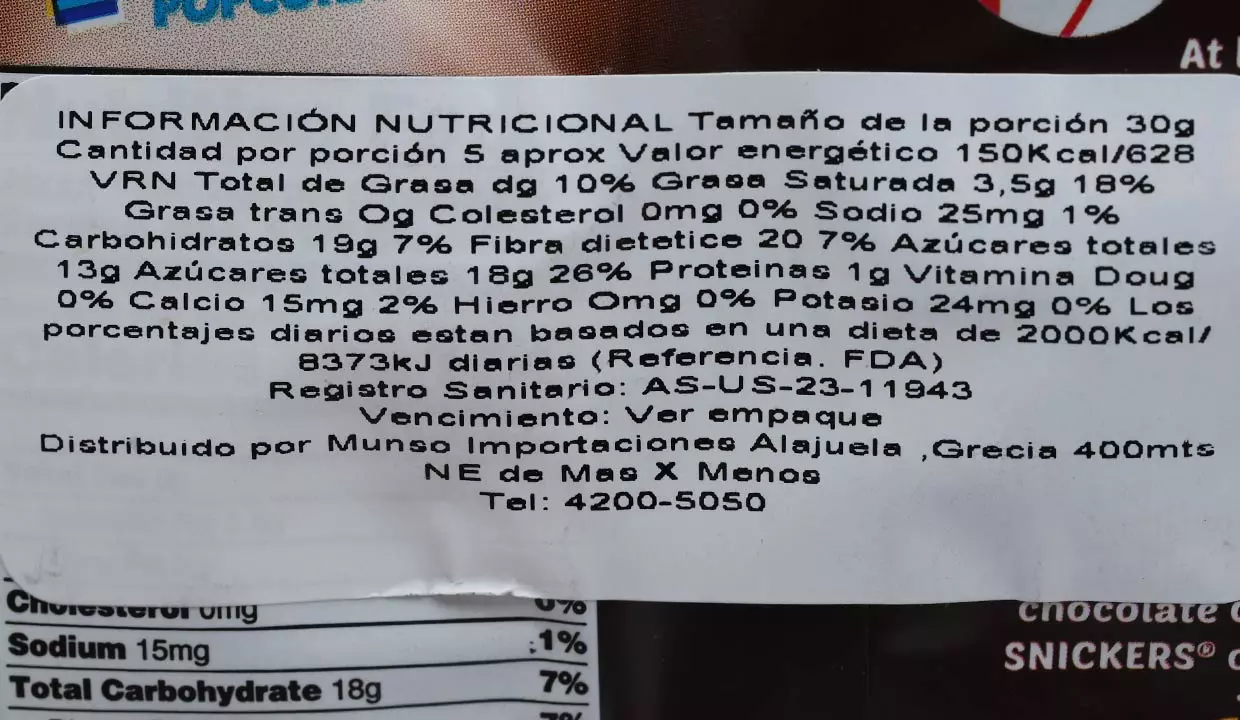 At
INFORMACIÓN NUTRICIONAL Tamaño de la porción 30g
Cantidad por porción 5 aprox Valor energético 150Kcal/628
VRN Total de Grasa dg 10% Grasa Saturada 3,5g 18%
Grasa trans 0g Colesterol 0mg 0% Sodio 25mg 1%
Carbohidratos 19g 7% Fibra dietetice 20 7% Azúcares totales
13g Azúcares totales 18g 26% Proteinas 1g Vitamina Doug
0% Calcio 15mg 2% Hierro Omg 0% Potasio 24mg 0% Los
porcentajes diarios estan basados en una dieta de 2000Kcal/
8373kJ diarias (Referencia. FDA)
Registro Sanitario: AS-US-23-11943
Vencimiento: Ver empaque
Distribuido por Munso Importaciones Alajuela ,Grecia 400mts
NE de Mas X Menos
Tel: 4200-5050
Cholesterol 0mg 0%
Sodium 15mg 1%
Total Carbohydrate 18g 7%
chocolate
SNICKERS®